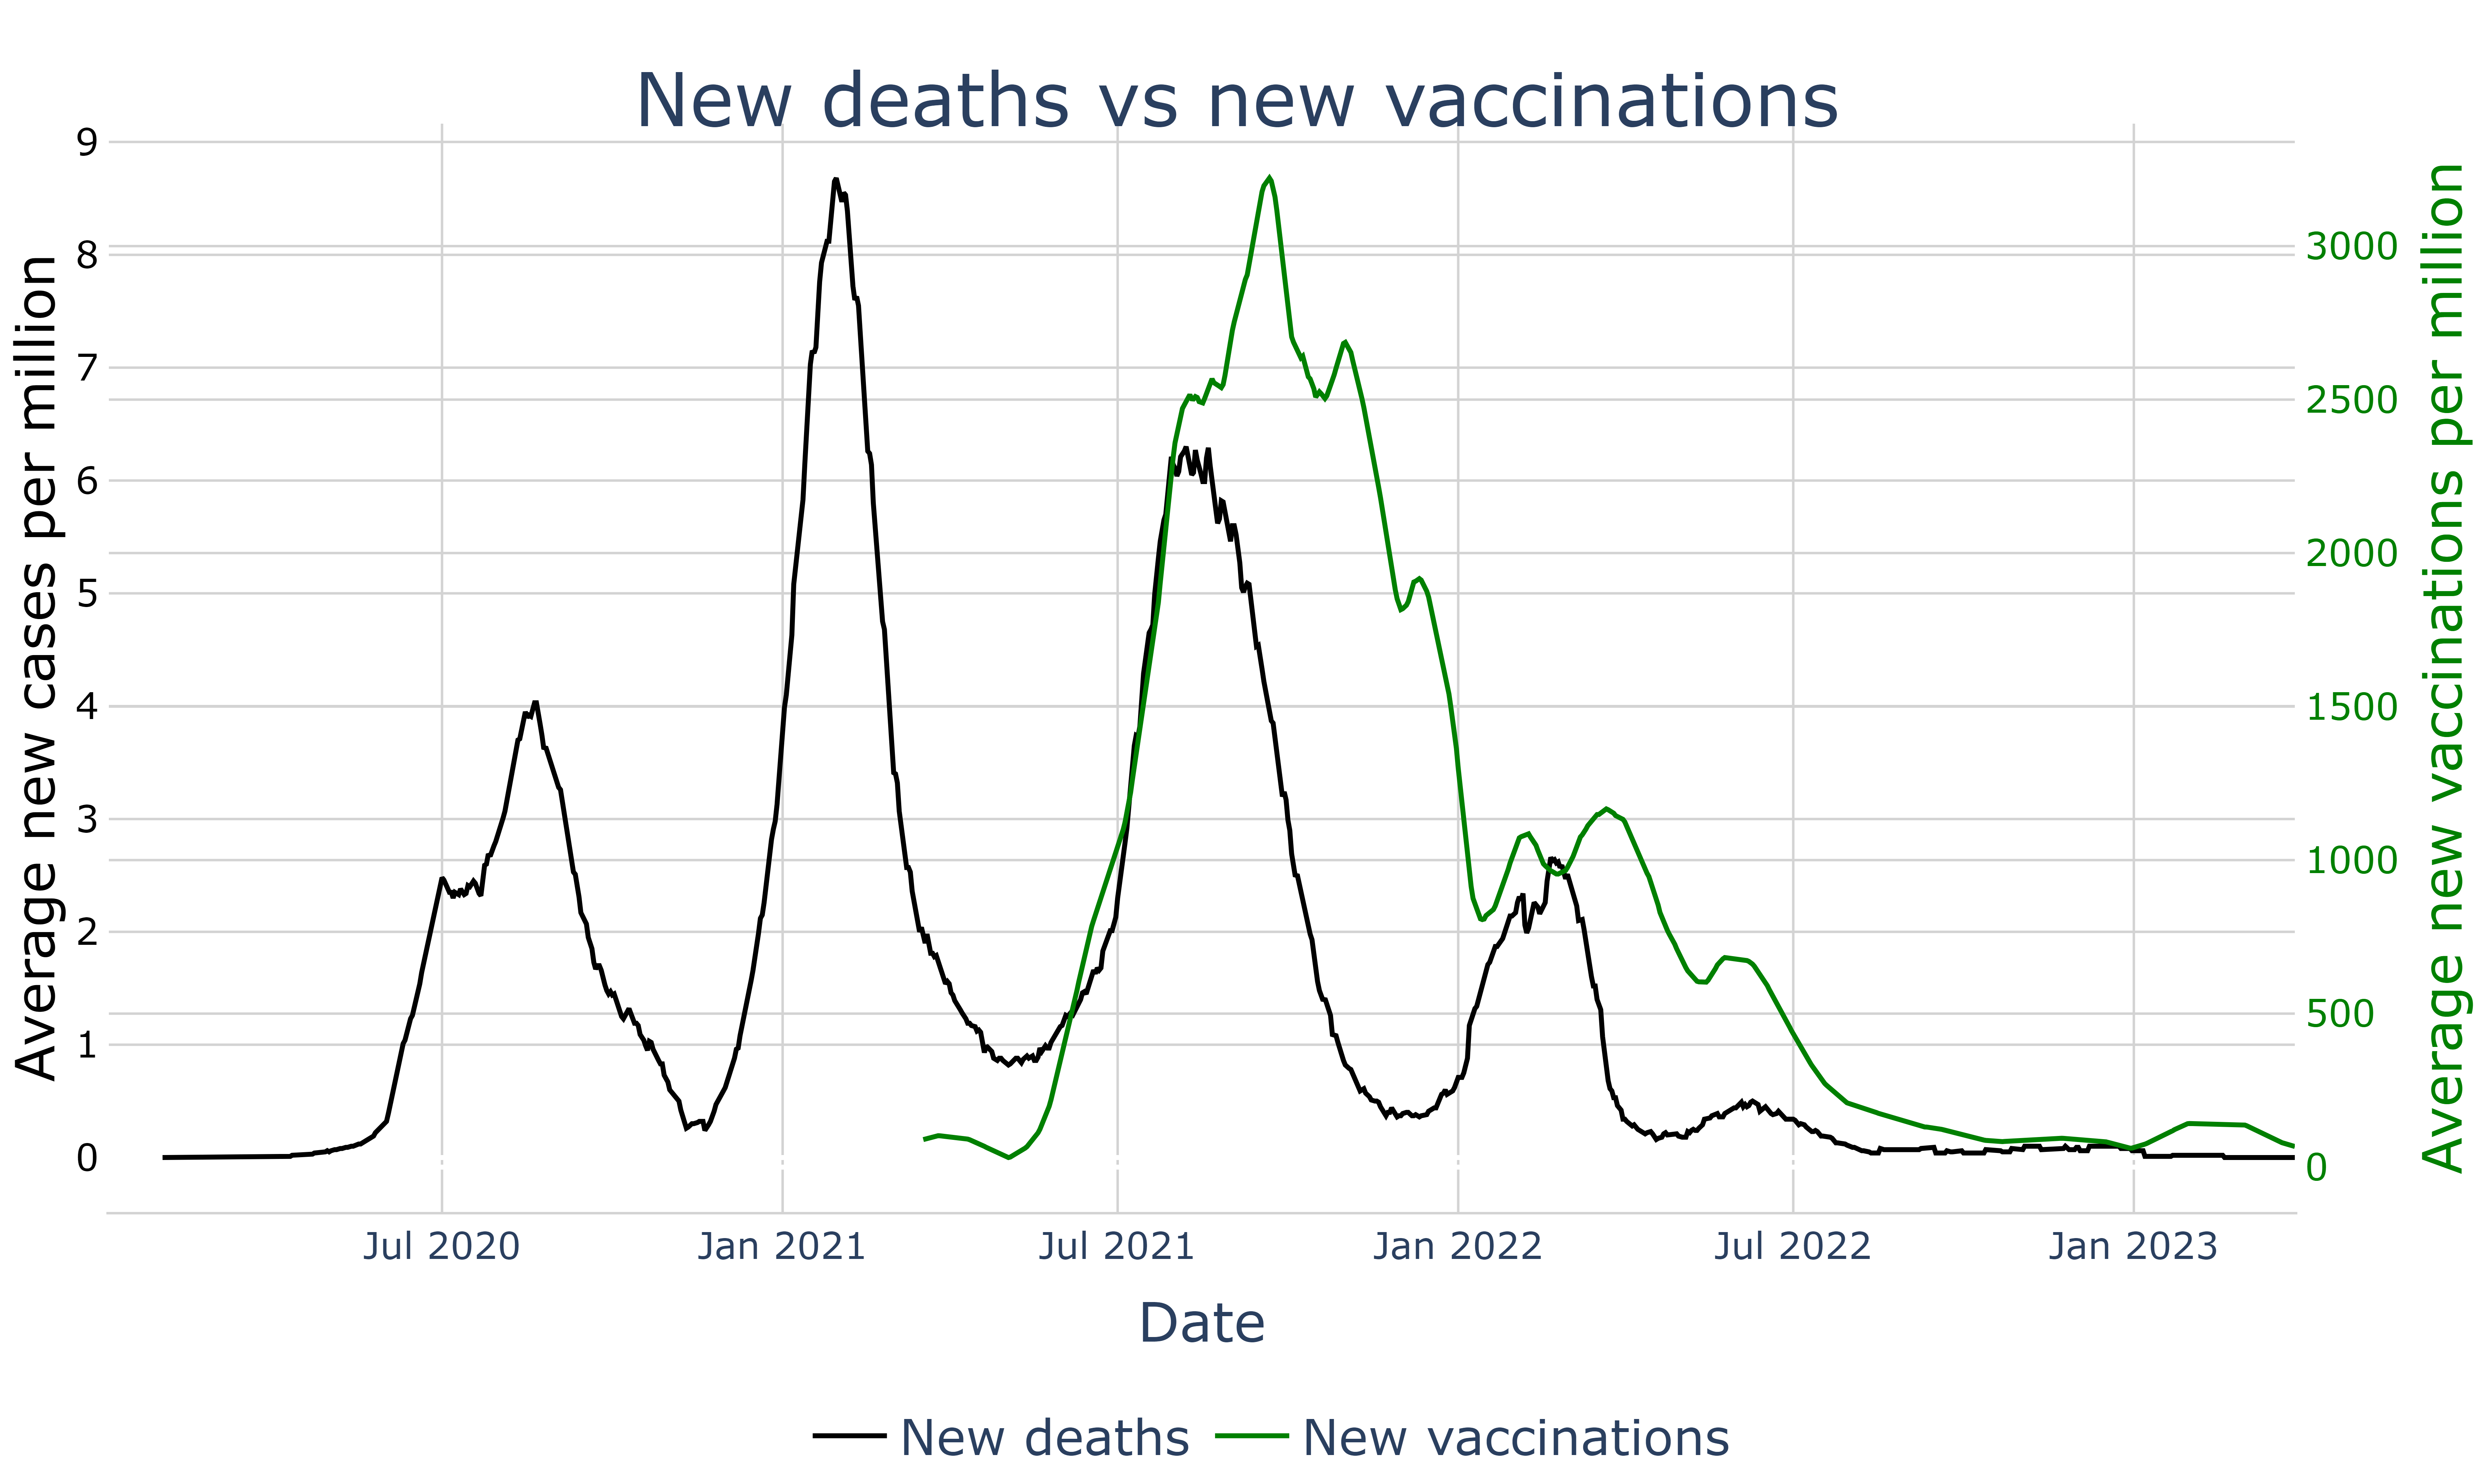 New deaths vs new vaccinations
Average new cases per million
9
8
7
6
5
4
3
2
1
0
3000
2500
2000
1500
1000
500
0
Average new vaccinations per million
Jul 2020
Jan 2021
Jul 2021
Jan 2022
Jul 2022
Jan 2023
Date
New deaths
New vaccinations